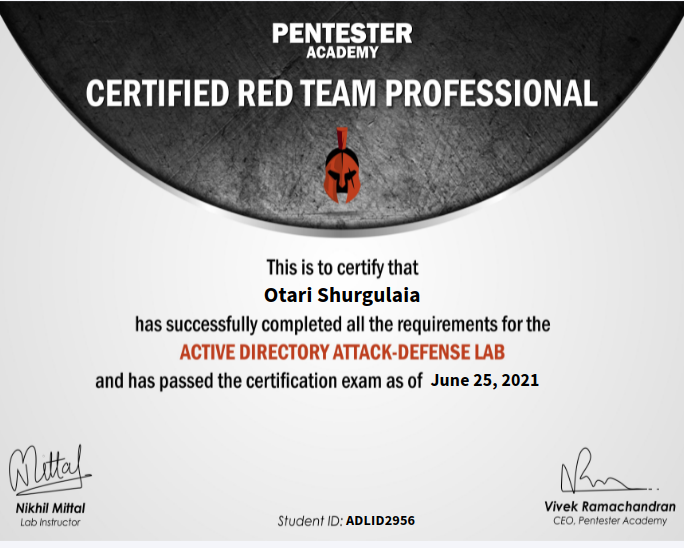 PENTESTER
ACADEMY
CERTIFIED RED TEAM PROFESSIONAL
This is to certify that
Otari Shurgulaia
has successfully completed all the requirements for the
ACTIVE DIRECTORY ATTACK-DEFENSE LAB
and has passed the certification exam as of June 25, 2021
Nikhil Mittal
Lab Instructor
Student ID: ADLID2956
Vivek Ramachandran
CEO, Pentester Academy